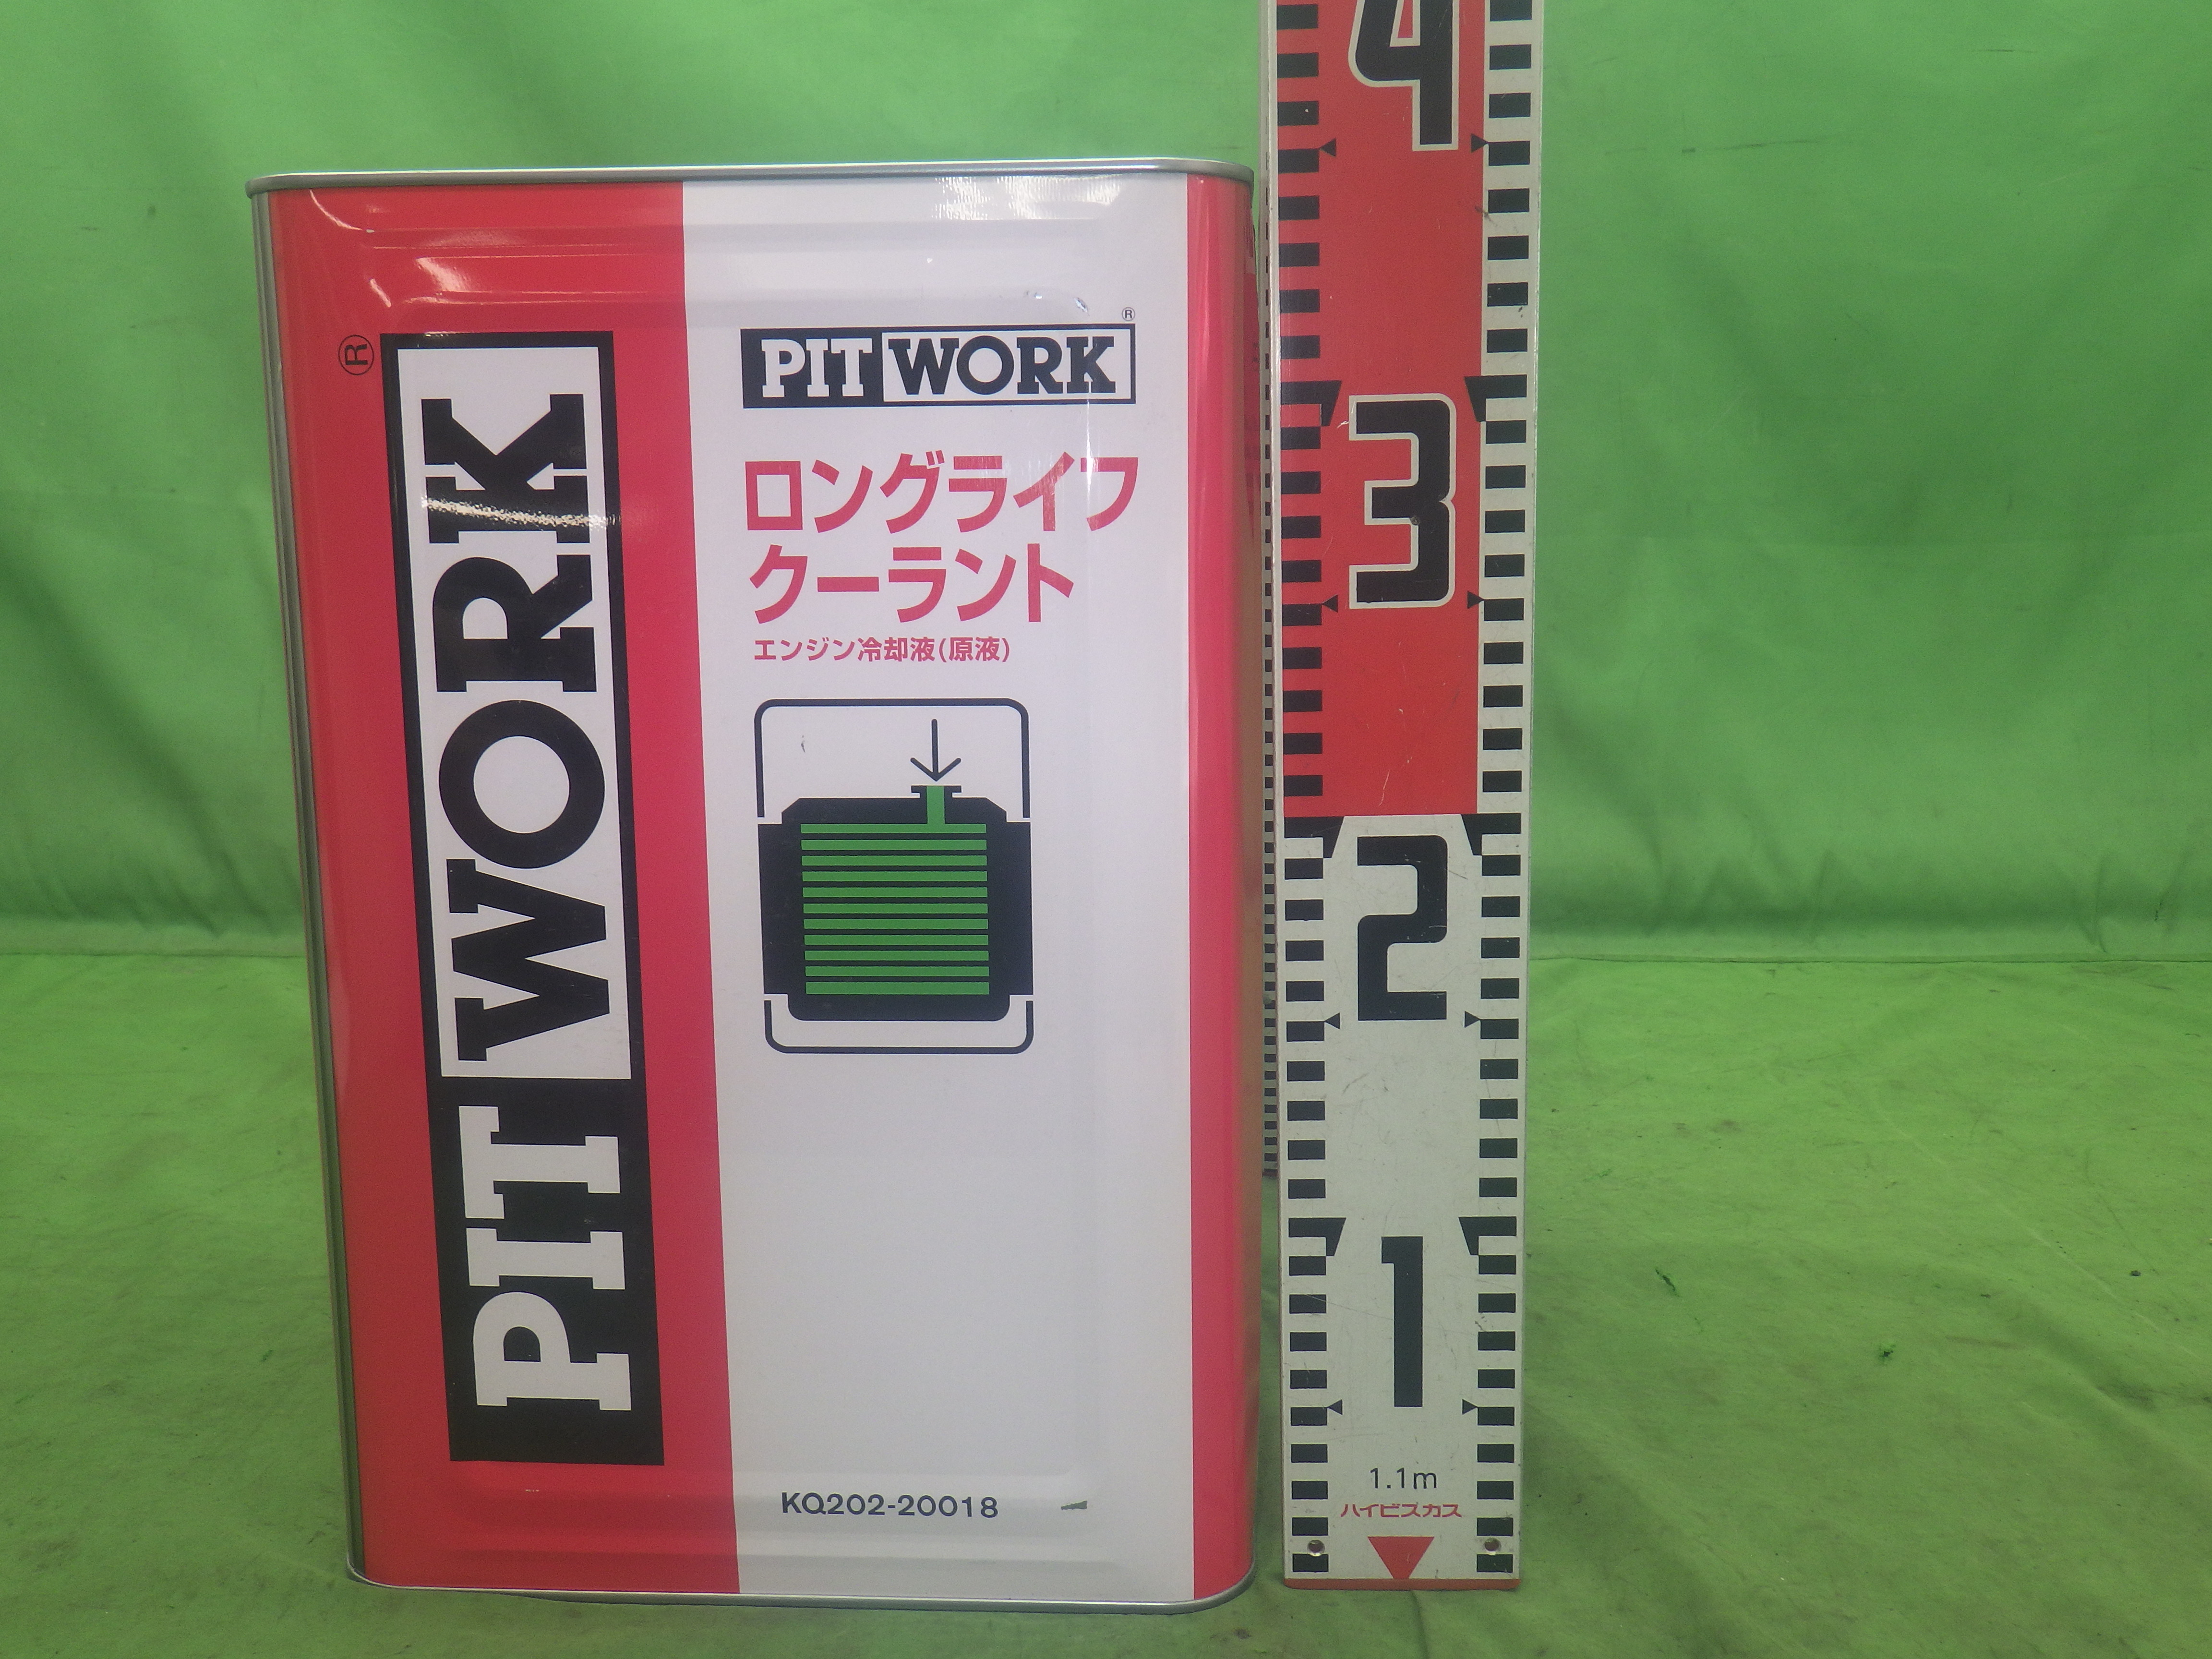 PIT WORK
®
PIT WORK
®
ロングライフ
クーラント
エンジン冷却液(原液)
KQ202-20018
4
3
2
1
1.1m
ハイビスカス